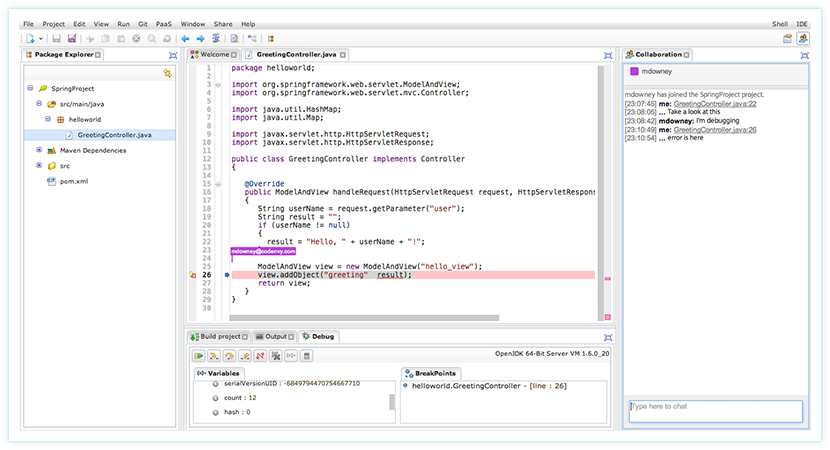 File Project Edit View Run Git PaaS Window Share Help Shell IDE
Package Explorer
SpringProject
src/main/java
helloworld
GreetingController.java
Maven Dependencies
src
pom.xml
Welcome GreetingController.java
1 package helloworld;
2
3 import org.springframework.web.servlet.ModelAndView;
4 import org.springframework.web.servlet.nvc.Controller;
5
6 import java.util.HashMap;
7 import java.util.Map;
8
9 import javax.servlet.http.HttpServletRequest;
10 import javax.servlet.http.HttpServletResponse;
11
12 public class GreetingController implements Controller
13 {
14
15 @Override
16 public ModelAndView handleRequest(HttpServletRequest request, HttpServletRespons
17 {
18 String userName = request.getParameter("user");
19 String result = "";
20 if (userName != null)
21 {
22 result = "Hello, " + userName + "!";
23 mdowney@codenvy.com
24
25 ModelAndView view = new ModelAndView("hello_view");
26 view.addObject("greeting" result);
27 return view;
28 }
29 }
30
Build project Output Debug
OpenJDK 64-Bit Server VM 1.6.0_20
Variables
serialVersionUID : -6849794470754667710
count : 12
hash : 0
BreakPoints
helloworld.GreetingController - [line : 26]
Collaboration
mdowney
mdowney has joined the SpringProject project.
[23:07:45] me: GreetingController.java:22
[23:08:05] ... Take a look at this
[23:08:42] mdowney: I'm debugging
[23:10:49] me: GreetingController.java:26
[23:10:54] ... error is here
Type here to chat